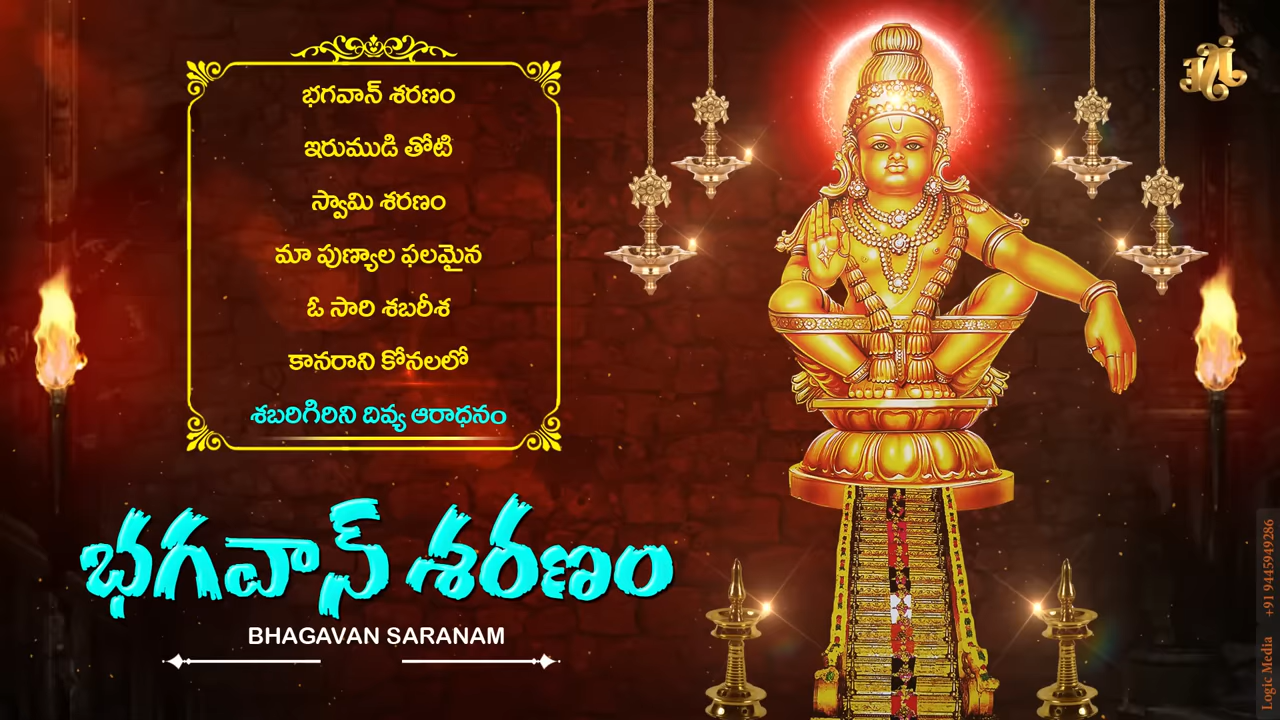 భగవాన్ శరణం
ఇరుముడి తోటి
స్వామి శరణం
మా పుణ్యాల ఫలమైన
ఓ సారి శబరీశ
కానరాని కోనలలో
శబరిగిరిని దివ్య ఆరాధనం
భగవాన్ శరణం
BHAGAVAN SARANAM
Logic Media +91 9445949286